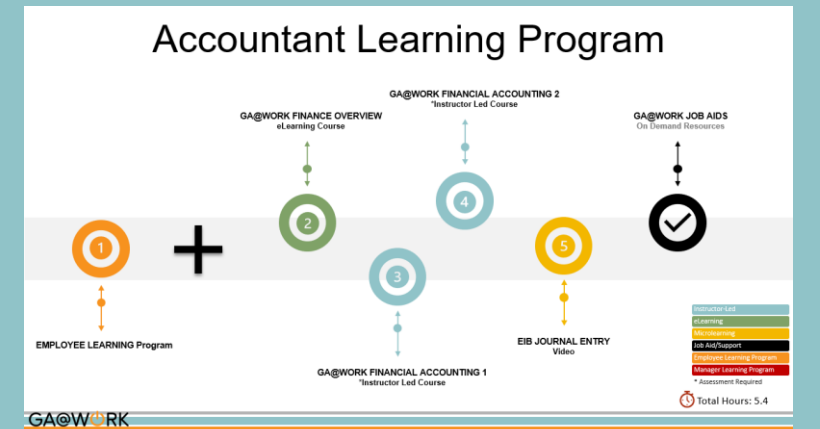 Accountant Learning Program
GA@WORK FINANCIAL ACCOUNTING 2
*Instructor Led Course
GA@WORK FINANCE OVERVIEW
eLearning Course
GA@WORK JOB AIDS
On Demand Resources
1
2
3
4
5
EMPLOYEE LEARNING Program
GA@WORK FINANCIAL ACCOUNTING 1
*Instructor Led Course
EIB JOURNAL ENTRY
Video
Instructor-Led
eLearning
Microlearning
Job Aid/Support
Employee Learning Program
Manager Learning Program
* Assessment Required
Total Hours: 5.4
GA@WORK